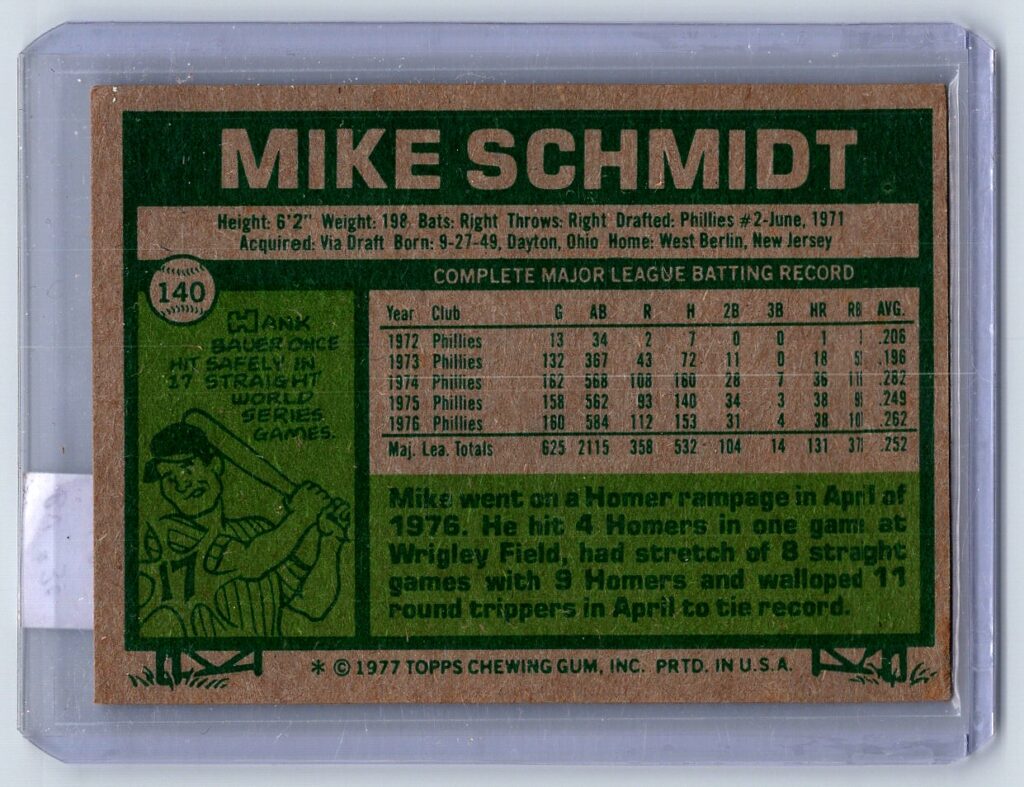 MIKE SCHMIDT
Height: 6'2" Weight: 198 Bats: Right Throws: Right Drafted: Phillies #2-June, 1971
Acquired: Via Draft Born: 9-27-49, Dayton, Ohio Home: West Berlin, New Jersey
140
HANK
BAUER ONCE
HIT SAFELY IN
17 STRAIGHT
WORLD
SERIES
GAMES.
17
COMPLETE MAJOR LEAGUE BATTING RECORD
Year Club G AB R H 2B 3B HR RB AVG.
1972 Phillies 13 34 2 7 0 0 1 .206
1973 Phillies 132 367 43 72 11 0 18 .196
1974 Phillies 162 568 108 160 28 7 36 .282
1975 Phillies 158 562 93 140 34 3 38 .249
1976 Phillies 160 584 112 153 31 4 38 .262
Maj. Lea. Totals 625 2115 358 532 104 14 131 .252
Mike went on a Homer rampage in April of
1976. He hit 4 Homers in one game at
Wrigley Field, had stretch of 8 straght
games with 9 Homers and walloped 11
round trippers in April to tie record.
* © 1977 TOPPS CHEWING GUM, INC. PRTD. IN U.S.A.